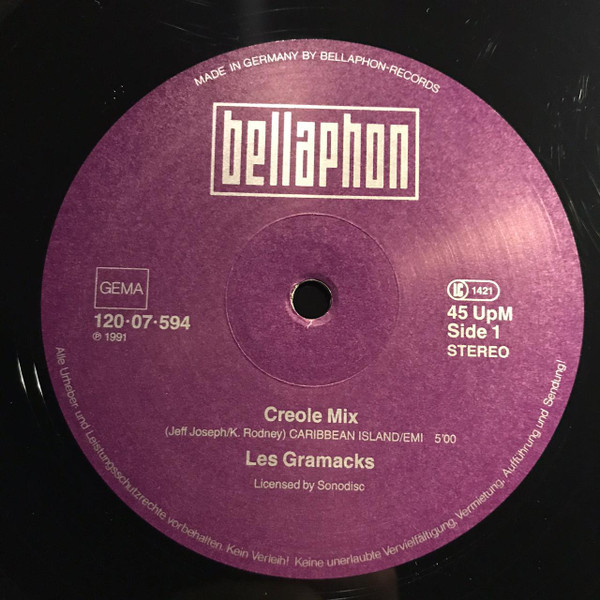 MADE IN GERMANY BY BELLAPHON-RECORDS
bellaphon
GEMA
120·07·594
℗ 1991
LC 1421
45 UpM
Side 1
STEREO
Creole Mix
(Jeff Joseph/K. Rodney) CARIBBEAN ISLAND/EMI 5'00
Les Gramacks
Licensed by Sonodisc
Alle Urheber und Leistungsschutzrechte vorbehalten. Kein Verleih! Keine unerlaubte Vervielfältigung, Vermietung, Aufführung und Sendung!